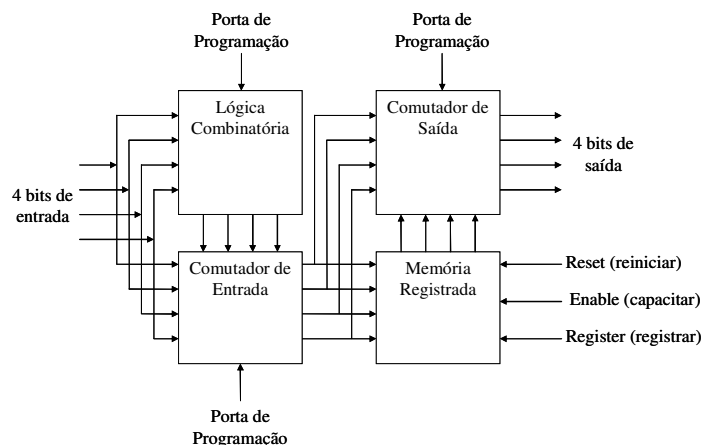 Porta de
Programação
Porta de
Programação
Lógica
Combinatória
Comutador de
Saída
4 bits de
entrada
4 bits de
saída
Comutador de
Entrada
Memória
Registrada
Reset (reiniciar)
Enable (capacitar)
Register (registrar)
Porta de
Programação